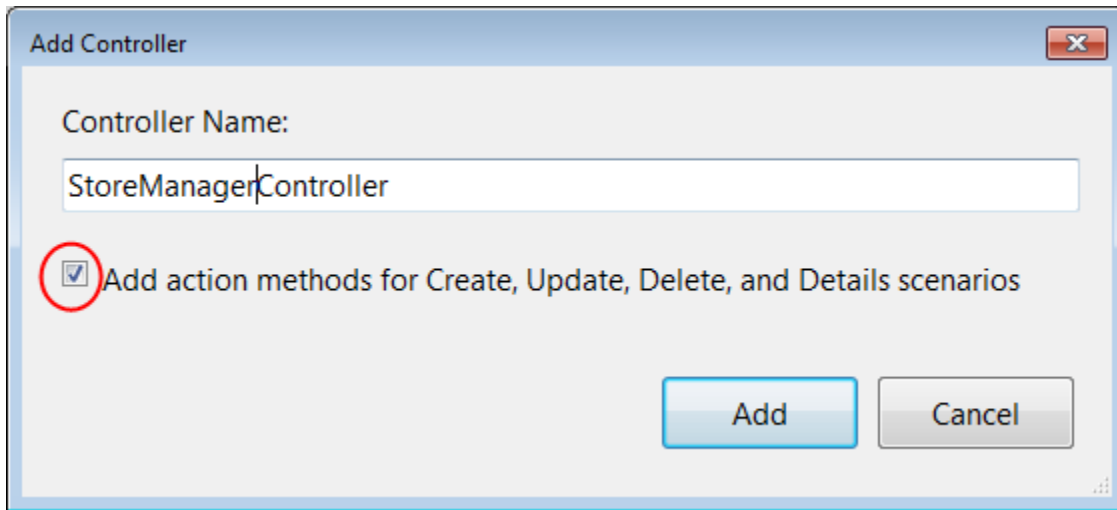 Add Controller
Controller Name:
StoreManagerController
Add action methods for Create, Update, Delete, and Details scenarios
Add Cancel